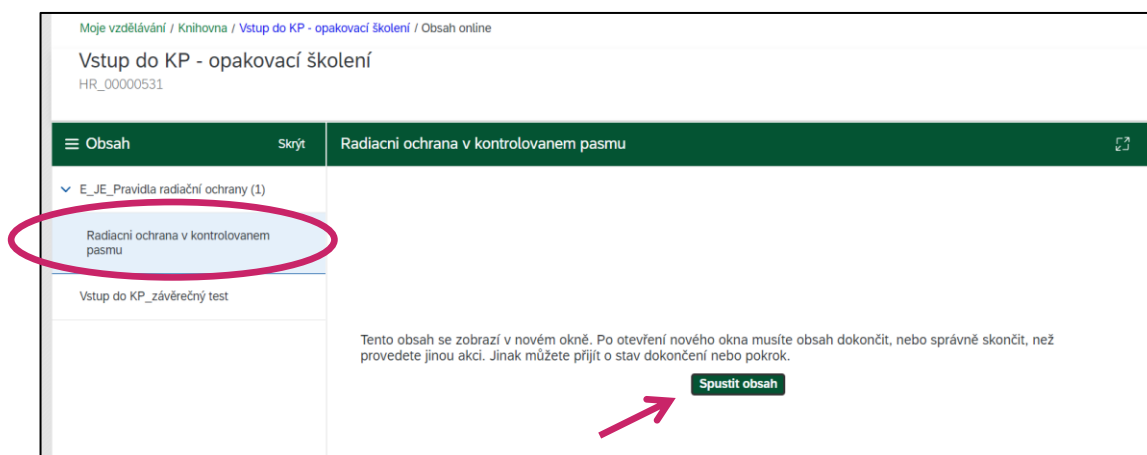 Moje vzdělávání / Knihovna / Vstup do KP - opakovací školení / Obsah online
Vstup do KP - opakovací školení
HR_00000531
Obsah
Skrýt
Radiacni ochrana v kontrolovanem pasmu
E_JE_Pravidla radiační ochrany (1)
Radiacni ochrana v kontrolovanem
pasmu
Vstup do KP_závěrečný test
Tento obsah se zobrazí v novém okně. Po otevření nového okna musíte obsah dokončit, nebo správně skončit, než
provedete jinou akci. Jinak můžete přijít o stav dokončení nebo pokrok.
Spustit obsah